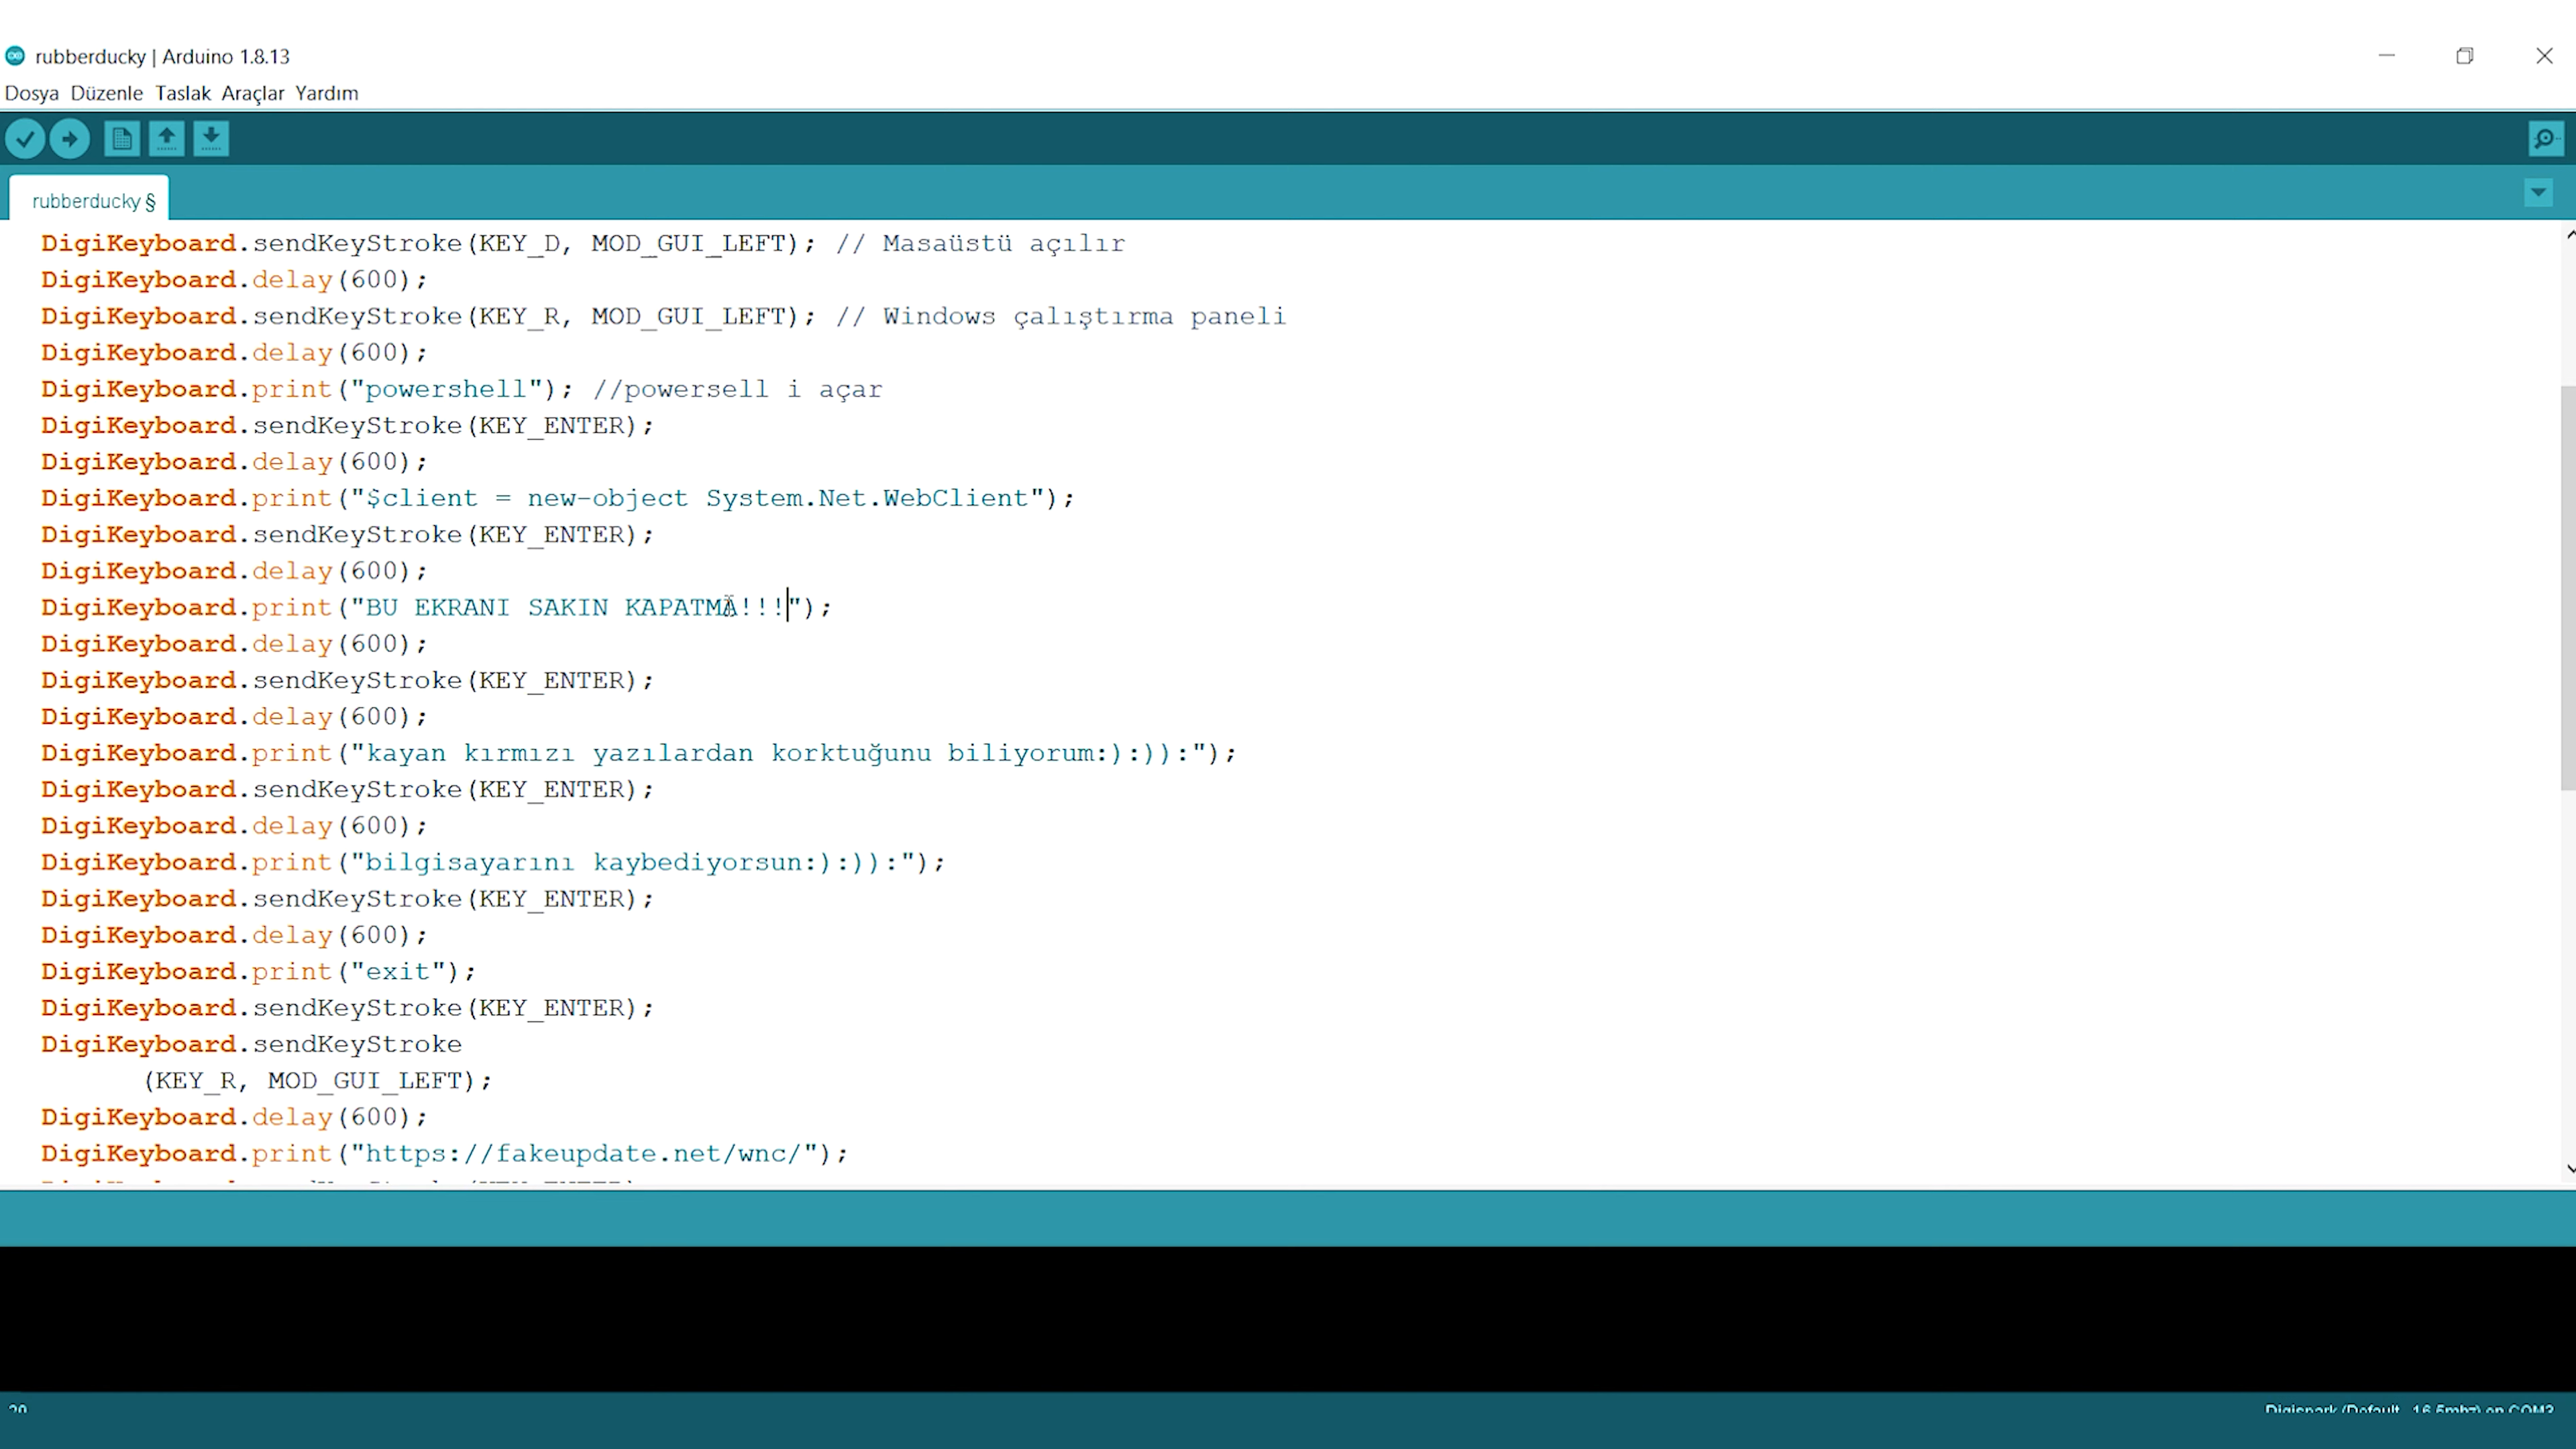 rubberducky | Arduino 1.8.13
Dosya Düzenle Taslak Araçlar Yardım
rubberducky §
DigiKeyboard.sendKeyStroke(KEY_D, MOD_GUI_LEFT); // Masaüstü açılır
DigiKeyboard.delay(600);
DigiKeyboard.sendKeyStroke(KEY_R, MOD_GUI_LEFT); // Windows çalıştırma paneli
DigiKeyboard.delay(600);
DigiKeyboard.print("powershell"); //powersell i açar
DigiKeyboard.sendKeyStroke(KEY_ENTER);
DigiKeyboard.delay(600);
DigiKeyboard.print("$client = new-object System.Net.WebClient");
DigiKeyboard.sendKeyStroke(KEY_ENTER);
DigiKeyboard.delay(600);
DigiKeyboard.print("BU EKRANI SAKIN KAPATMA!!!");
DigiKeyboard.delay(600);
DigiKeyboard.sendKeyStroke(KEY_ENTER);
DigiKeyboard.delay(600);
DigiKeyboard.print("kayan kırmızı yazılardan korktuğunu biliyorum:):)):");
DigiKeyboard.sendKeyStroke(KEY_ENTER);
DigiKeyboard.delay(600);
DigiKeyboard.print("bilgisayarını kaybediyorsun:):)):");
DigiKeyboard.sendKeyStroke(KEY_ENTER);
DigiKeyboard.delay(600);
DigiKeyboard.print("exit");
DigiKeyboard.sendKeyStroke(KEY_ENTER);
DigiKeyboard.sendKeyStroke
(KEY_R, MOD_GUI_LEFT);
DigiKeyboard.delay(600);
DigiKeyboard.print("https://fakeupdate.net/wnc/");